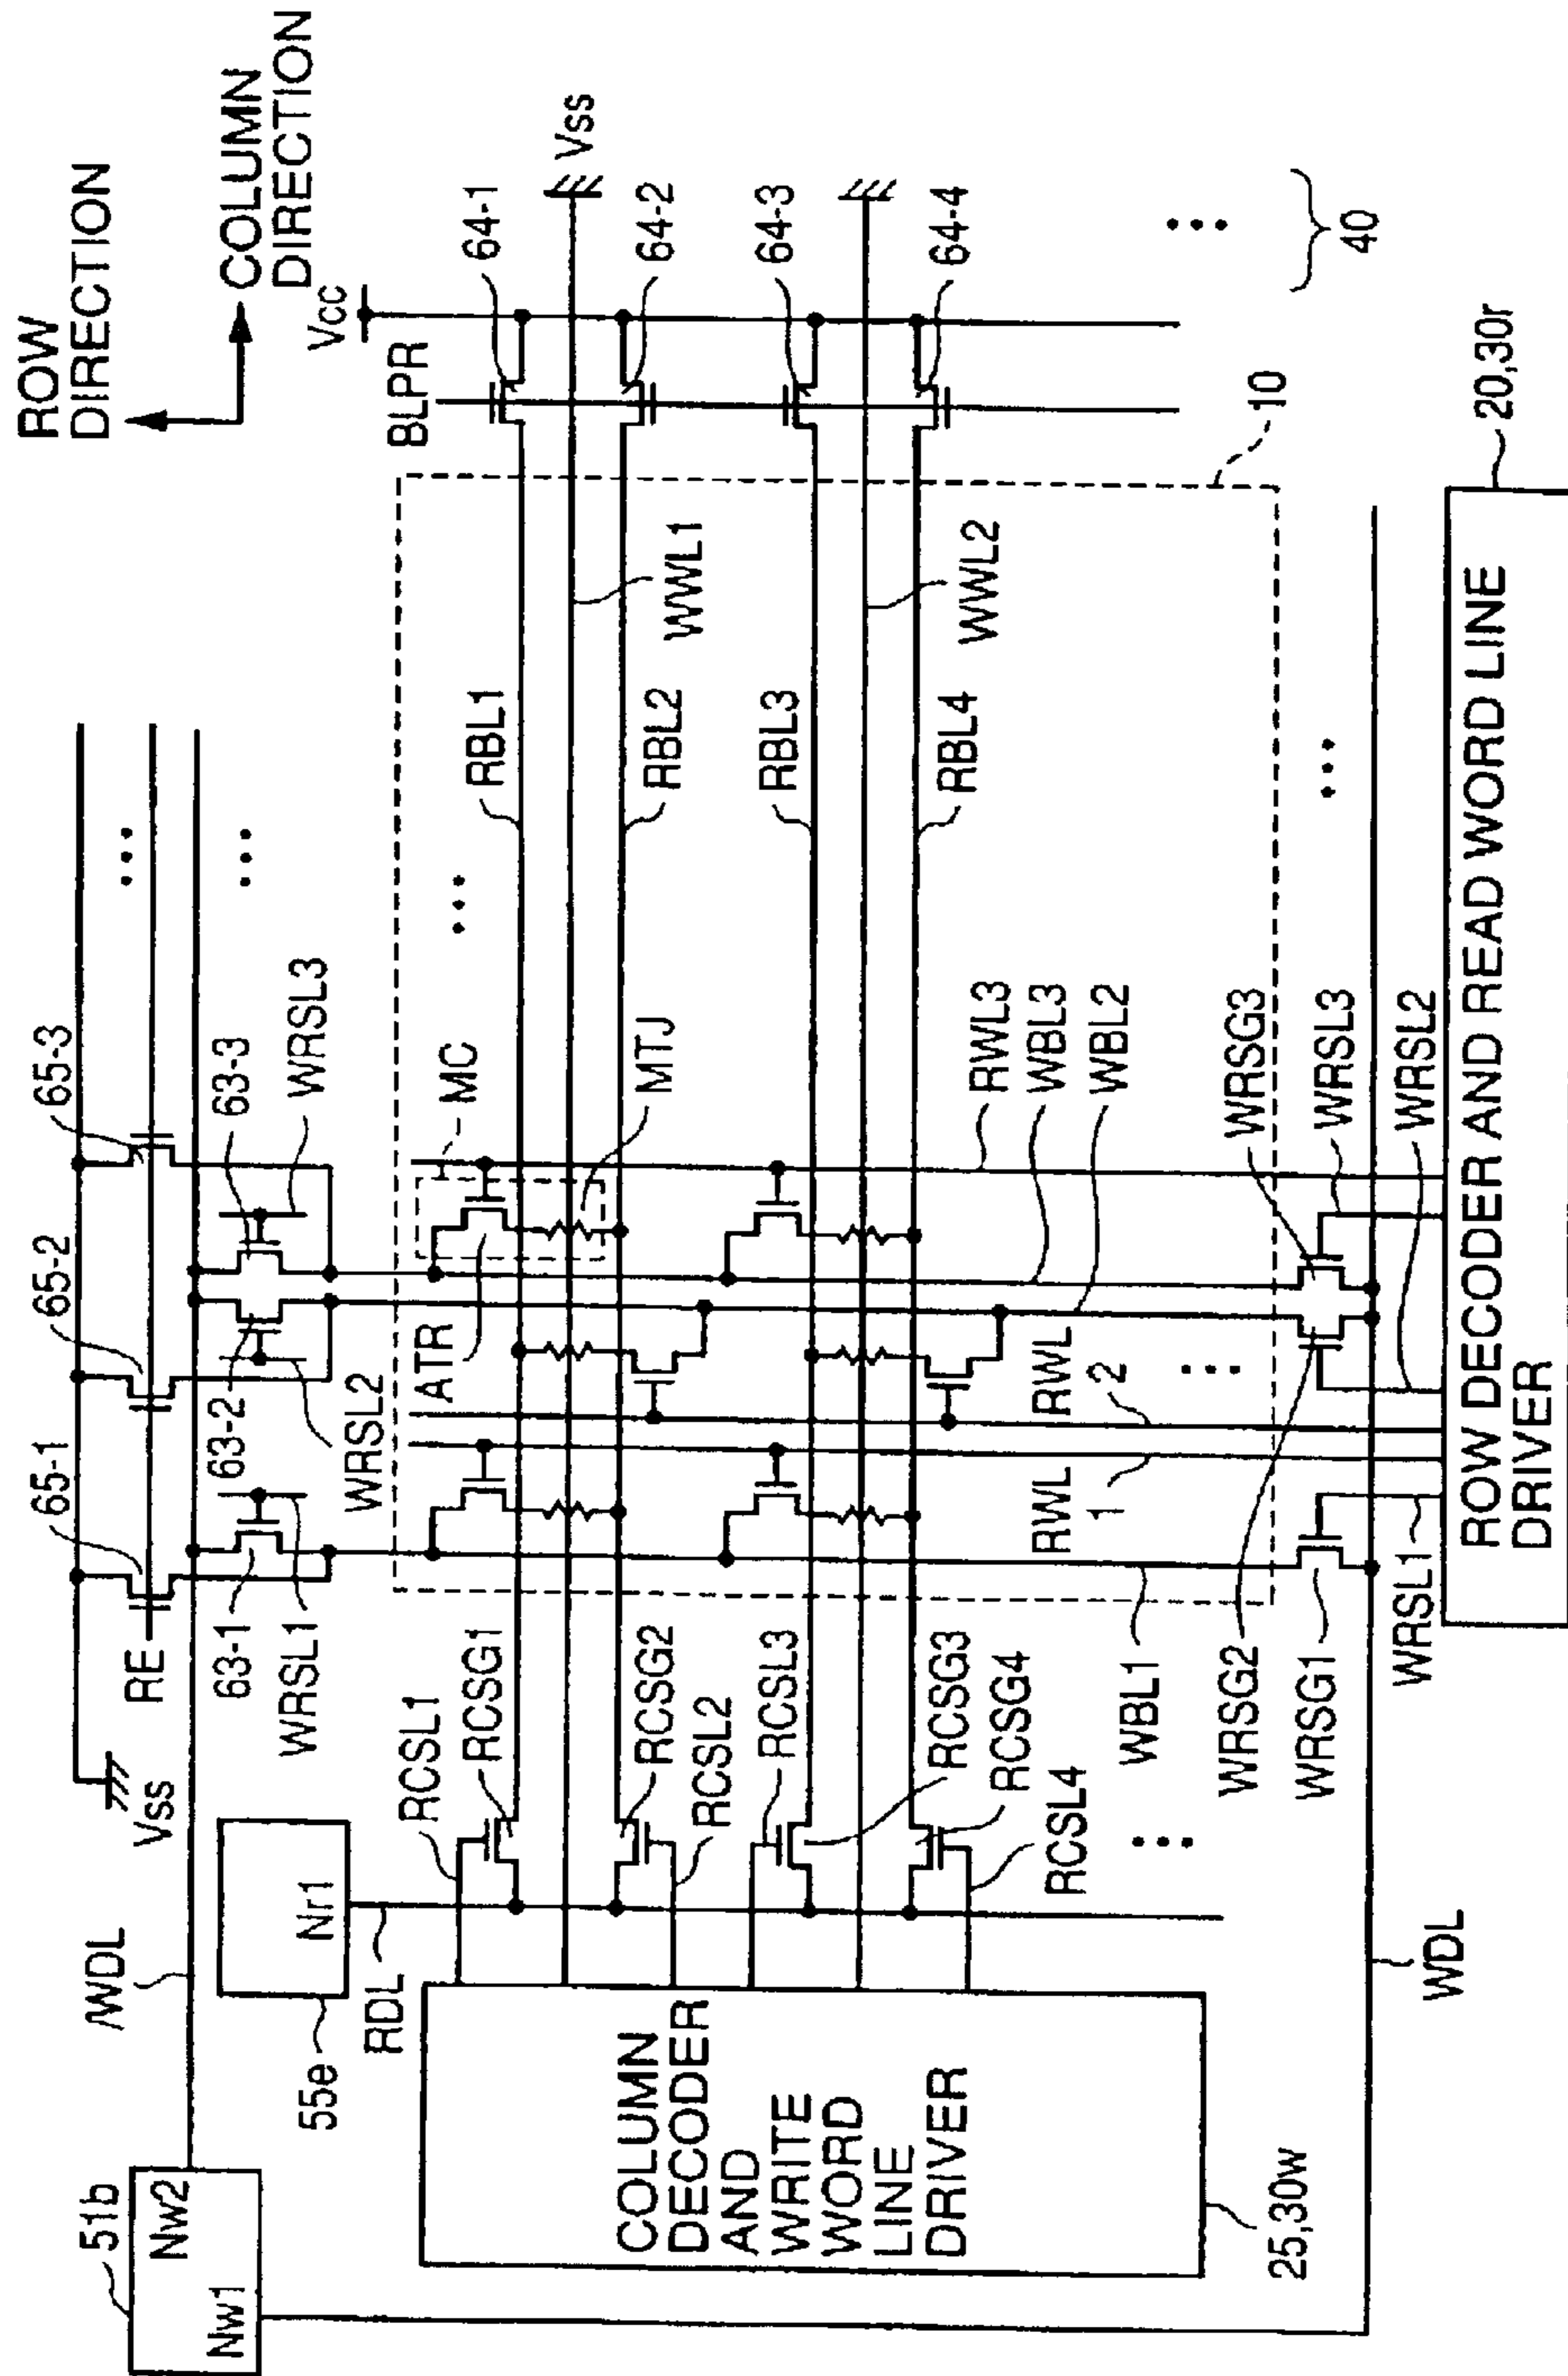 ROW
DIRECTION
COLUMN
DIRECTION
51b
Nw2
Nw1
/WDL
55e
Nr1
RDL
Vss
RE
65-1
65-2
65-3
63-1
WRSL1
63-2
WRSL2
63-3
WRSL3
...
...
Vcc
BLPR
64-1
Vss
64-2
64-3
64-4
...
40
RCSL1
RCSG1
RCSG2
RCSL2
RCSL3
RCSG3
RCSG4
RCSL4
...
ATR
MC
MTJ
...
RBL1
WWL1
RBL2
RBL3
WWL2
RBL4
10
COLUMN
DECODER
AND
WRITE
WORD
LINE
DRIVER
25,30w
WBL1
RWL
1
RWL
2
...
RWL3
WBL3
WBL2
WRSG2
WRSG1
WRSG3
WRSL3
WRSL2
WRSL1
...
WDL
20,30r
ROW DECODER AND READ WORD LINE
DRIVER